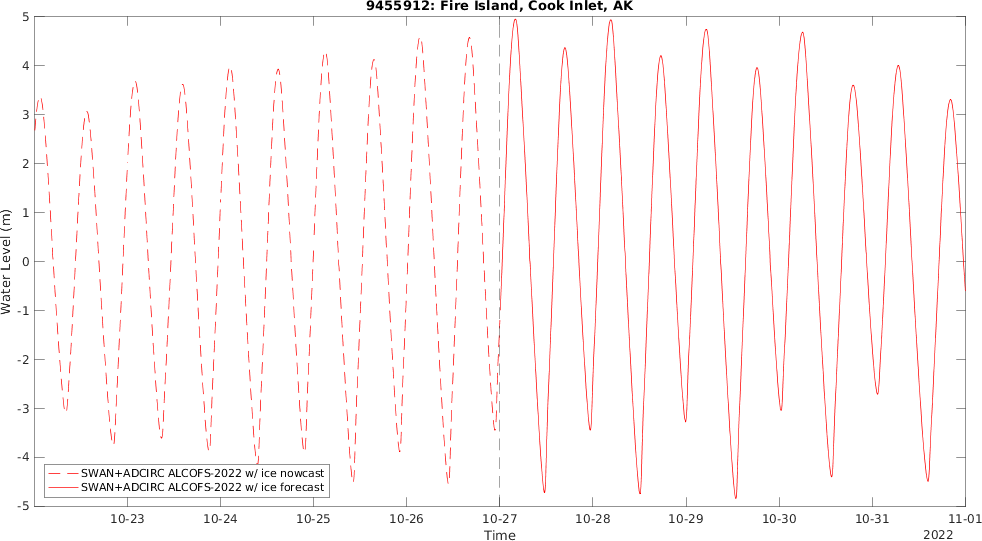 9455912: Fire Island, Cook Inlet, AK
5
4
3
2
1
0
-1
-2
-3
-4
-5
Water Level (m)
SWAN+ADCIRC ALCOFS-2022 w/ ice nowcast
SWAN+ADCIRC ALCOFS-2022 w/ ice forecast
10-23 10-24 10-25 10-26 10-27 10-28 10-29 10-30 10-31 11-01
Time
2022